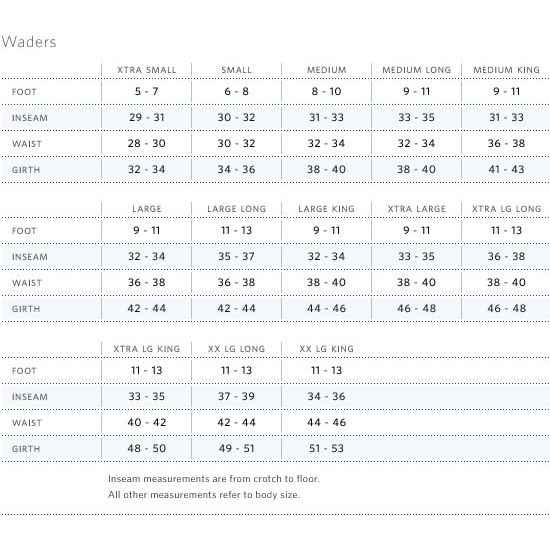 Waders
XTRA SMALL SMALL MEDIUM MEDIUM LONG MEDIUM KING
FOOT 5 - 7 6 - 8 8 - 10 9 - 11 9 - 11
INSEAM 29 - 31 30 - 32 31 - 33 33 - 35 31 - 33
WAIST 28 - 30 30 - 32 32 - 34 32 - 34 36 - 38
GIRTH 32 - 34 34 - 36 38 - 40 38 - 40 41 - 43
LARGE LARGE LONG LARGE KING XTRA LARGE XTRA LG LONG
FOOT 9 - 11 11 - 13 9 - 11 9 - 11 11 - 13
INSEAM 32 - 34 35 - 37 32 - 34 33 - 35 36 - 38
WAIST 36 - 38 36 - 38 38 - 40 38 - 40 38 - 40
GIRTH 42 - 44 42 - 44 44 - 46 46 - 48 46 - 48
XTRA LG KING XX LG LONG XX LG KING
FOOT 11 - 13 11 - 13 11 - 13
INSEAM 33 - 35 37 - 39 34 - 36
WAIST 40 - 42 42 - 44 44 - 46
GIRTH 48 - 50 49 - 51 51 - 53
Inseam measurements are from crotch to floor.
All other measurements refer to body size.